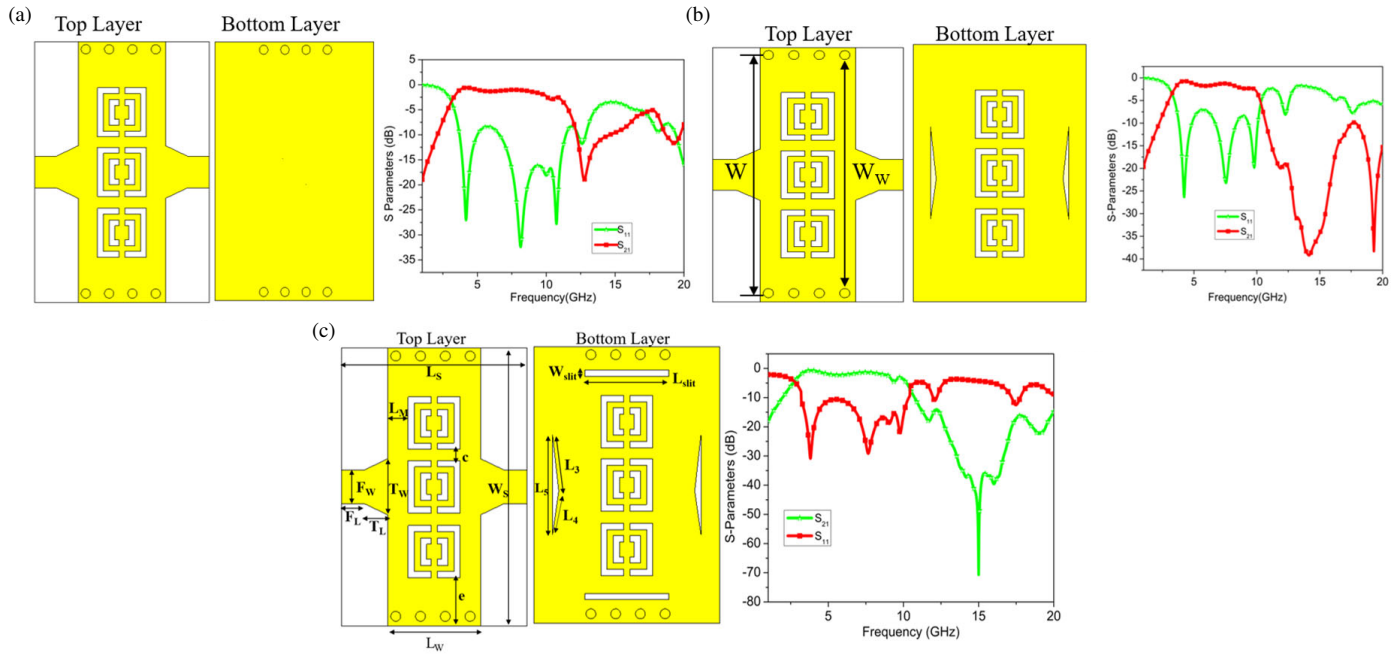 (a)
Top Layer
Bottom Layer
5
0
-5
-10
-15
-20
-25
-30
-35
S Parameters (dB)
S11
S21
5
10
15
20
Frequency(GHz)
(b)
Top Layer
Bottom Layer
W
WW
0
-5
-10
-15
-20
-25
-30
-35
-40
S-Parameters (dB)
S11
S21
5
10
15
20
Frequency(GHz)
(c)
Top Layer
Bottom Layer
LS
LM
c
FW
TW
WS
FL
TL
e
LW
Wslit
Lslit
L3
L5
L4
0
-10
-20
-30
-40
-50
-60
-70
-80
S-Parameters (dB)
S21
S11
5
10
15
20
Frequency (GHz)